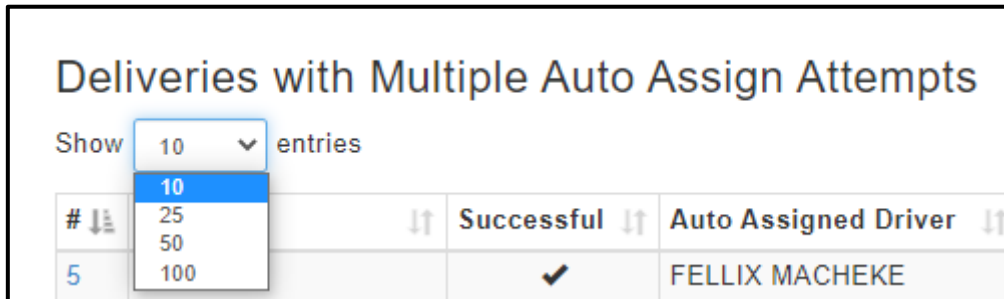 Deliveries with Multiple Auto Assign Attempts
Show 10 entries
10
25
50
100
# Successful Auto Assigned Driver
5 FELLIX MACHEKE